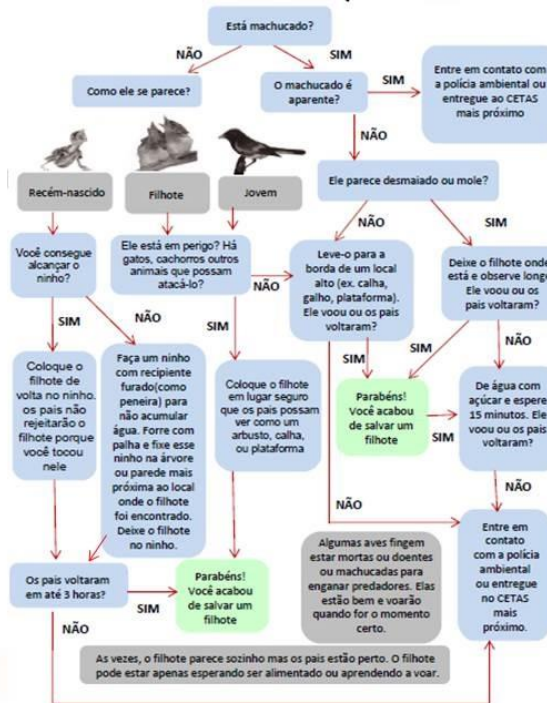 Está machucado?
NÃO
SIM
Como ele se parece?
O machucado é
aparente?
SIM
Entre em contato com
a polícia ambiental ou
entregue ao CETAS
mais próximo
NÃO
Recém-nascido
Filhote
Jovem
Ele parece desmaiado ou mole?
NÃO
SIM
Você consegue
alcançar o
ninho?
Ele está em perigo? Há
gatos, cachorros outros
animais que possam
atacá-lo?
NÃO
Leve-o para a
borda de um local
alto (ex. calha,
galho, plataforma).
Ele voou ou os
pais voltaram?
Deixe o filhote onde
está e observe longe
Ele voou ou os
pais voltaram?
SIM
NÃO
SIM
SIM
SIM
NÃO
Coloque o
filhote de
volta no ninho.
os pais não
rejeitarão o
filhote porque
você tocou
nele
Faça um ninho
com recipiente
furado(como
peneira) para
não acumular
água. Forre com
palha e fixe esse
ninho na árvore
ou parede mais
próxima ao local
onde o filhote
foi encontrado.
Deixe o filhote
no ninho.
Coloque o filhote
em lugar seguro
que os pais possam
ver como um
arbusto, calha,
ou plataforma
Parabéns!
Você acabou
de salvar um
filhote
SIM
De água com
açúcar e espere
15 minutos. Ele
voou ou os pais
voltaram?
NÃO
NÃO
Os pais voltaram
em até 3 horas?
SIM
Parabéns!
Você acabou
de salvar um
filhote
Algumas aves fingem
estar mortas ou doentes
ou machucadas para
enganar predadores. Elas
estão bem e voarão
quando for o momento
certo.
Entre em
contato
com a polícia
ambiental
ou entregue
no CETAS
mais
próximo.
NÃO
As vezes, o filhote parece sozinho mas os pais estão perto. O filhote
pode estar apenas esperando ser alimentado ou aprendendo a voar.